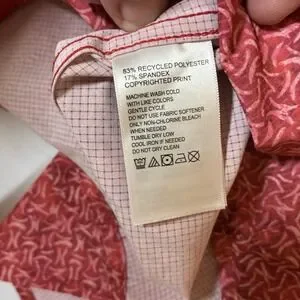 83% RECYCLED POLYESTER
17% SPANDEX
COPYRIGHTED PRINT
MACHINE WASH COLD
WITH LIKE COLORS
GENTLE CYCLE
DO NOT USE FABRIC SOFTENER
ONLY NON-CHLORINE BLEACH
WHEN NEEDED
TUMBLE DRY LOW
COOL IRON IF NEEDED
DO NOT DRY CLEAN